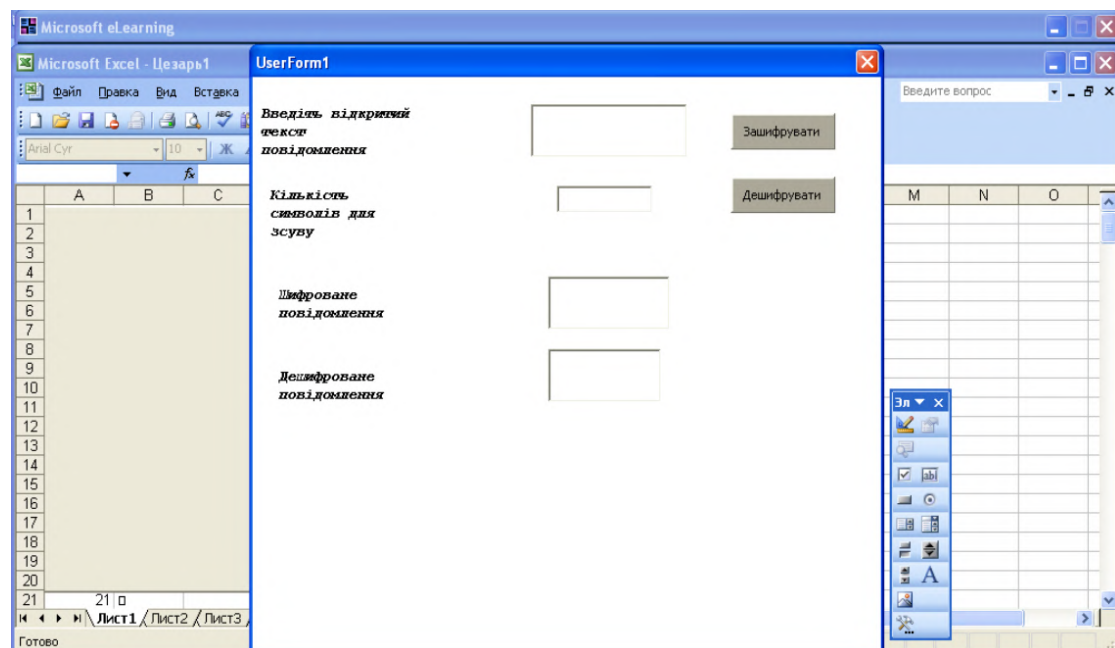 Microsoft eLearning
Microsoft Excel - Цезарь1
UserForm1
Файл Правка Вид Вставка
Введите вопрос
Arial Cyr 10 Ж
Введіть відкритий
текст
повідомлення
Зашифрувати
Кількість
символів для
зсуву
Дешифрувати
Шифроване
повідомлення
Дешифроване
повідомлення
A B C M N O
1
2
3
4
5
6
7
8
9
10
11
12
13
14
15
16
17
18
19
20
21 21
Эл
Лист1 Лист2 Лист3
Готово